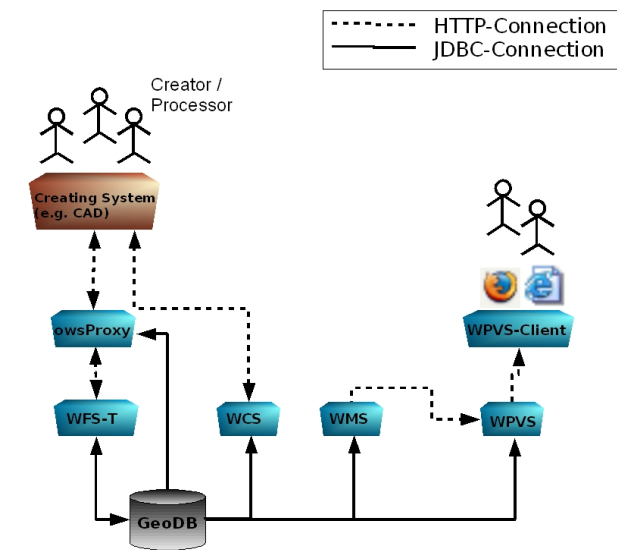 HTTP-Connection
JDBC-Connection
Creator /
Processor
Creating System
(e.g. CAD)
owsProxy
WPVS-Client
WFS-T
WCS
WMS
WPVS
GeoDB